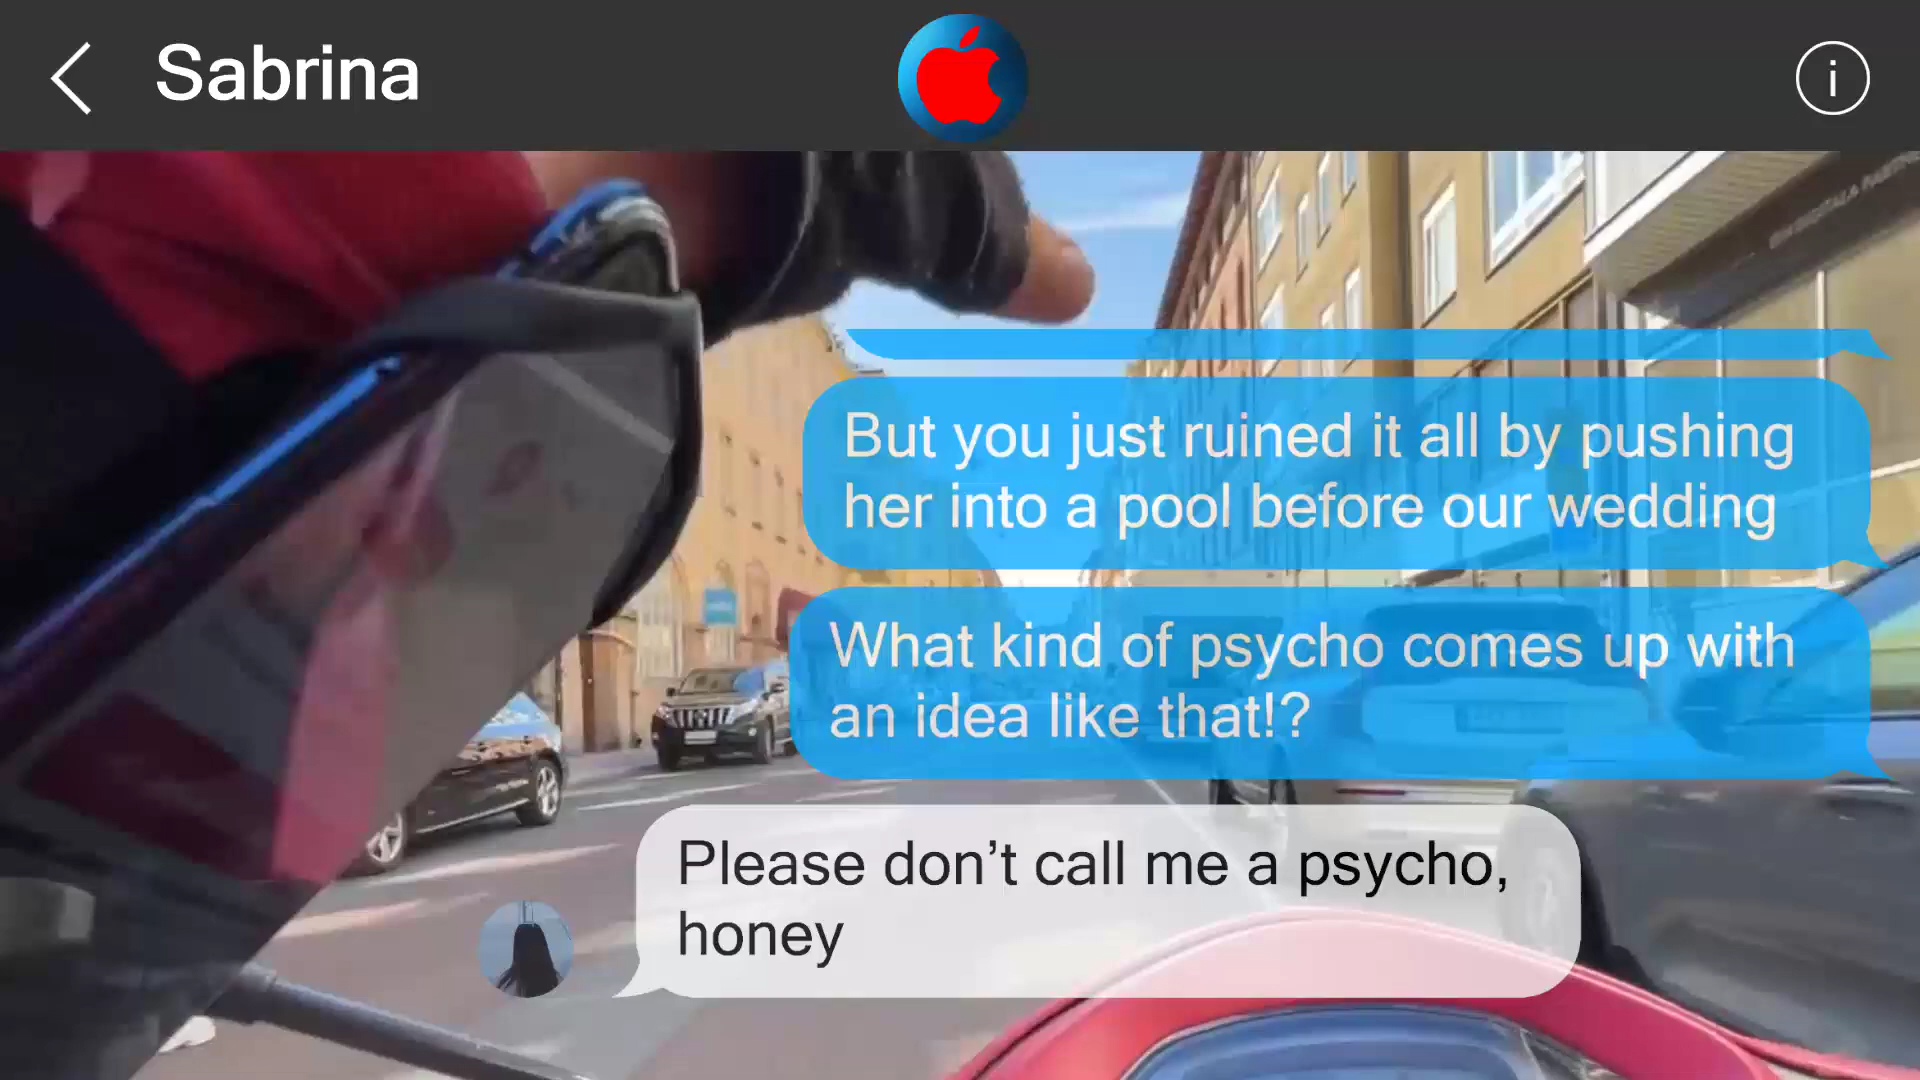 Sabrina
i
But you just ruined it all by pushing
her into a pool before our wedding
What kind of psycho comes up with
an idea like that!?
Please don’t call me a psycho,
honey